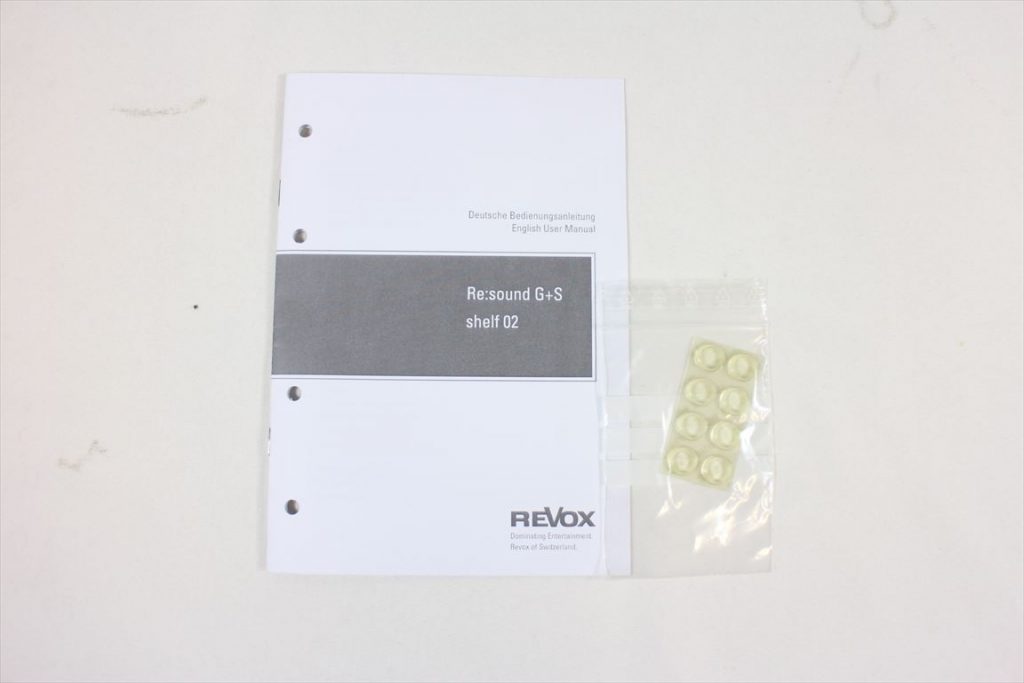 Deutsche Bedienungsanleitung
English User Manual
Re:sound G+S
shelf 02
REVOX
Dominating Entertainment.
Revox of Switzerland.